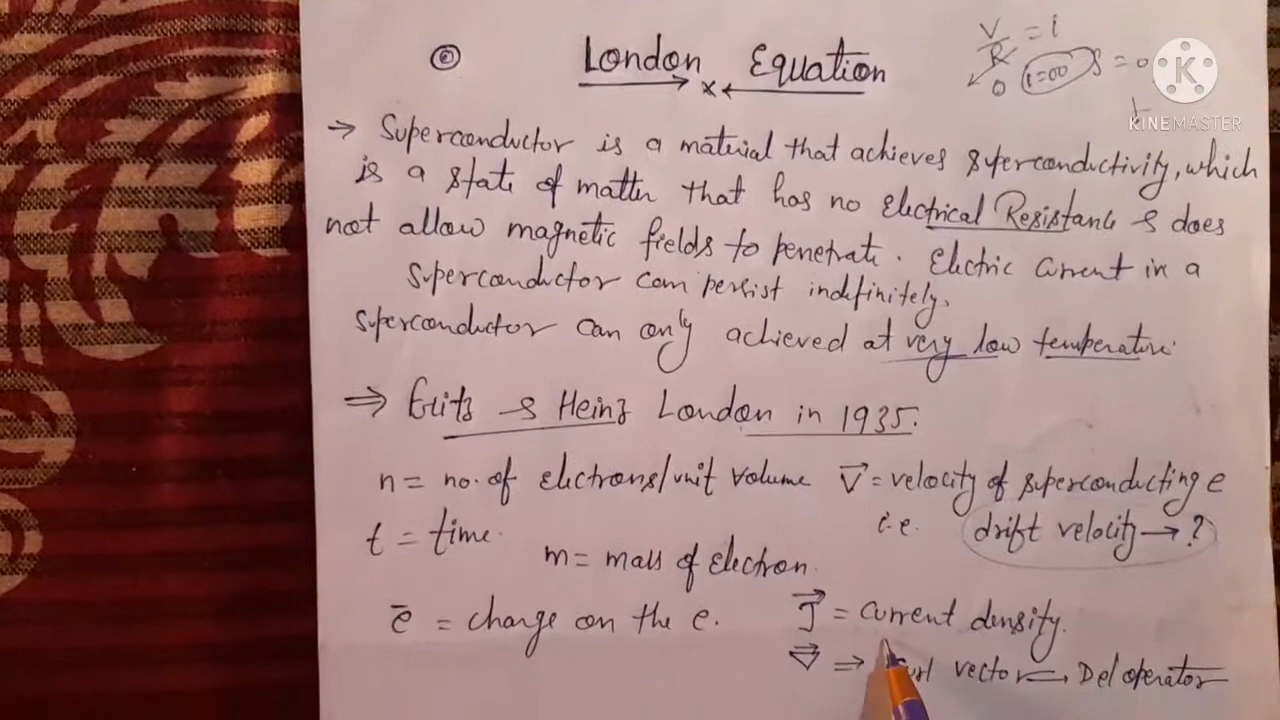 London Equation
V/R = i
0 i=∞ S = 0
KINEMASTER
→ Superconductor is a material that achieves superconductivity, which
is a state of matter that has no Electrical Resistance & does
not allow magnetic fields to penetrate. Electric current in a
superconductor can persist indefinitely.
superconductor can only achieved at very low temperature.
⇒ Fritz & Heinz London in 1935.
n = no. of electrons/unit volume V⃗ = velocity of superconducting e
t = time. i.e. drift velocity → ?
m = mass of electron.
e̅ = charge on the e. J⃗ = current density.
∇⃗ ⇒ vector Del operator